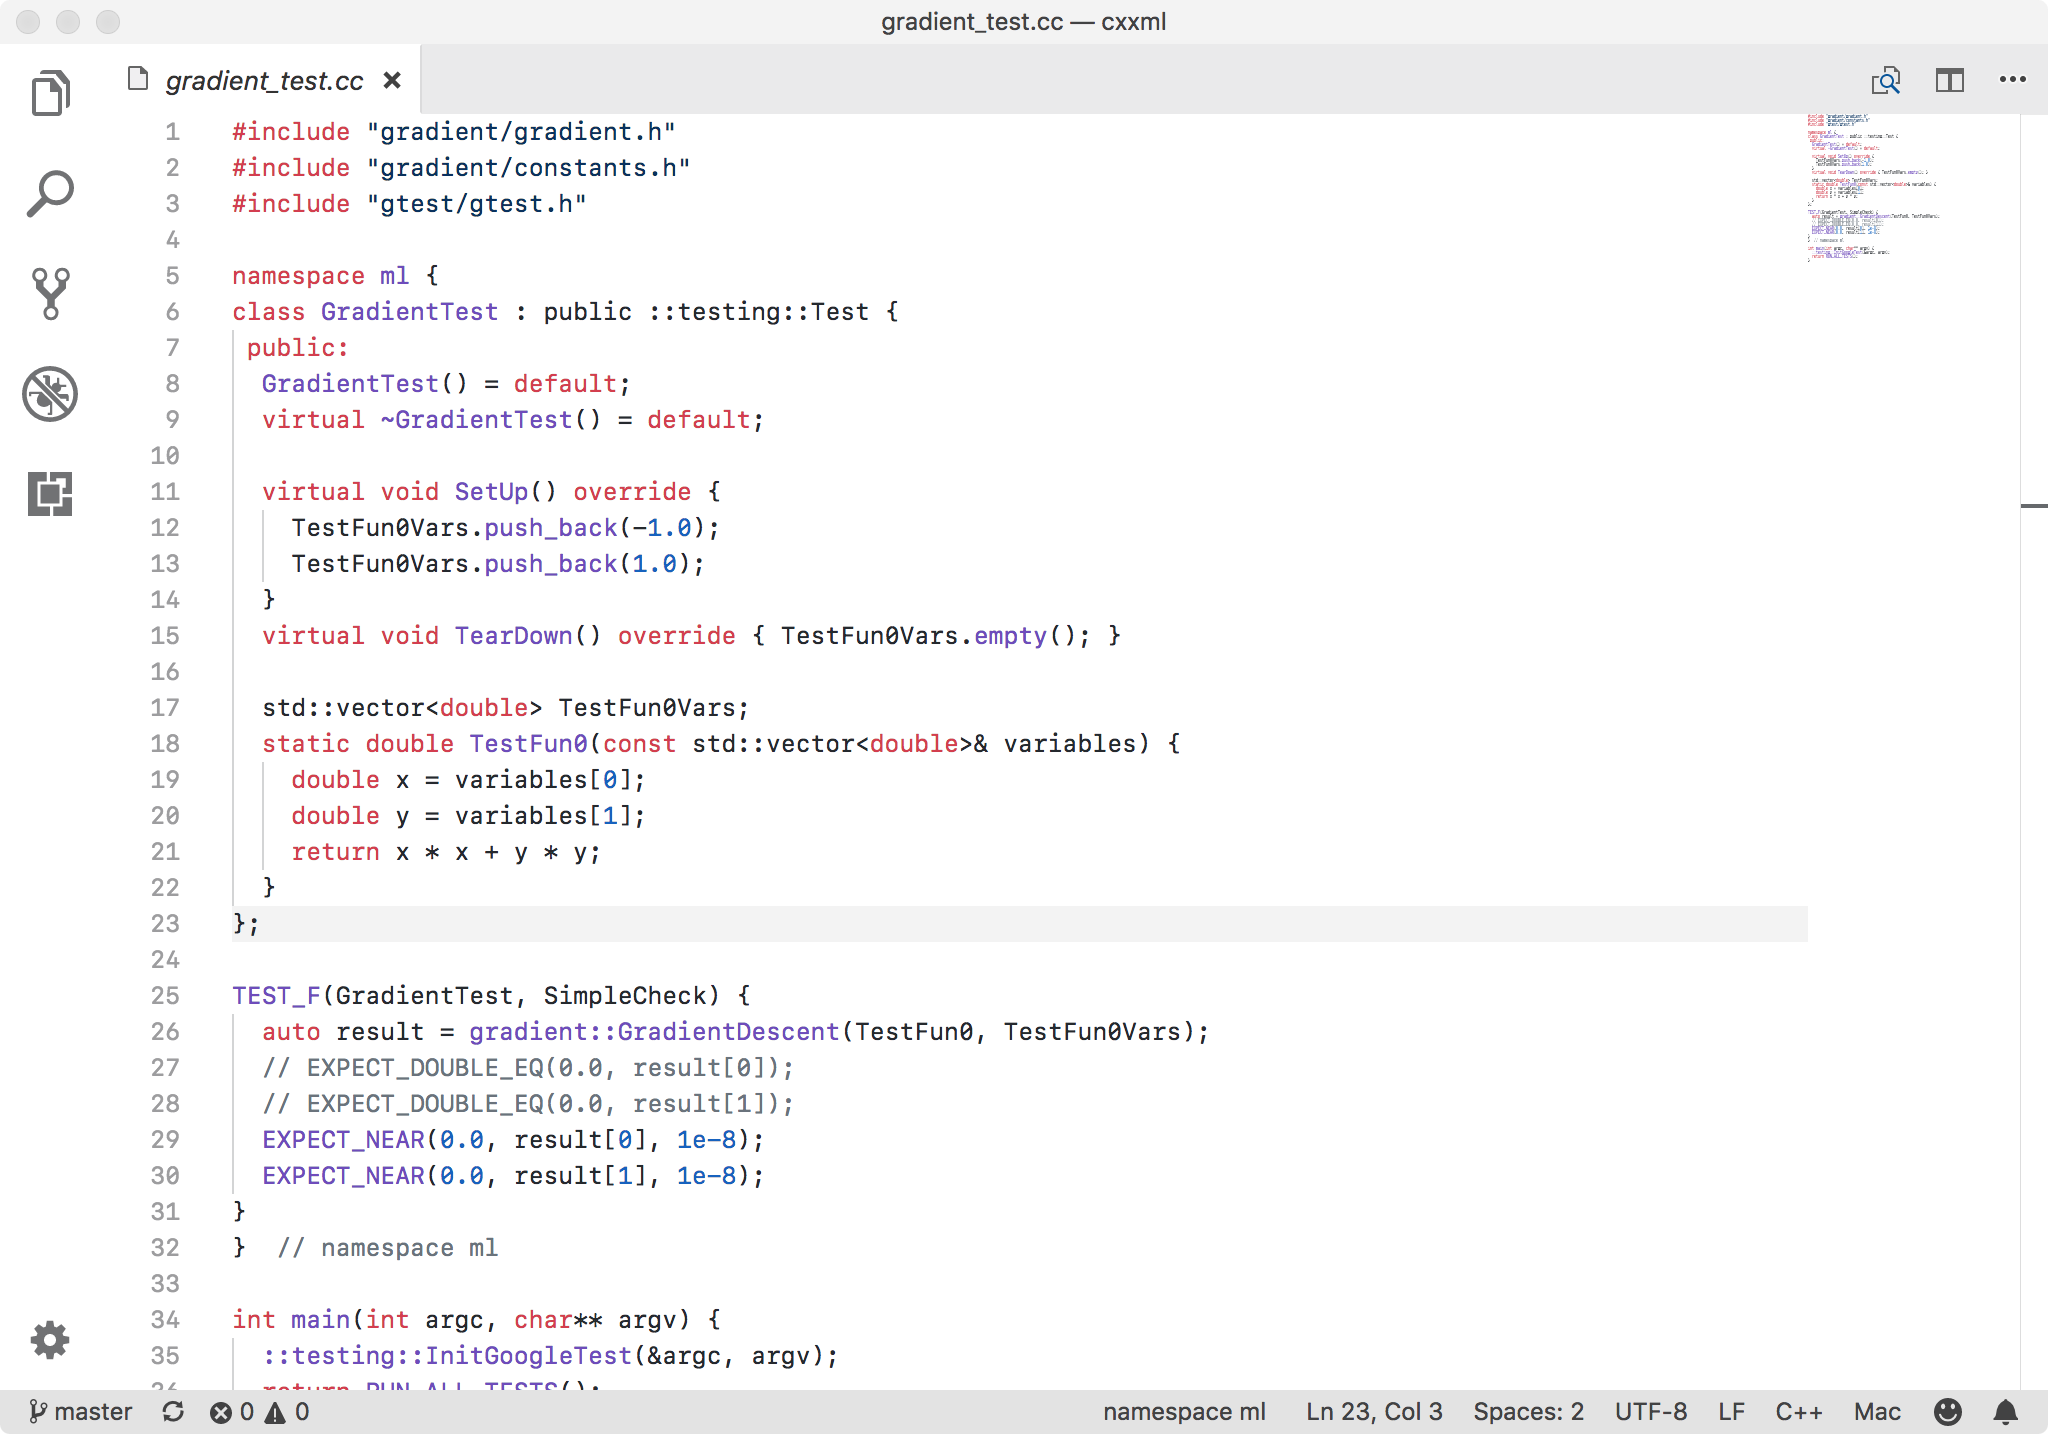 gradient_test.cc — cxxml
gradient_test.cc
1 #include "gradient/gradient.h"
2 #include "gradient/constants.h"
3 #include "gtest/gtest.h"
4
5 namespace ml {
6 class GradientTest : public ::testing::Test {
7  public:
8   GradientTest() = default;
9   virtual ~GradientTest() = default;
10
11   virtual void SetUp() override {
12     TestFun0Vars.push_back(-1.0);
13     TestFun0Vars.push_back(1.0);
14   }
15   virtual void TearDown() override { TestFun0Vars.empty(); }
16
17   std::vector<double> TestFun0Vars;
18   static double TestFun0(const std::vector<double>& variables) {
19     double x = variables[0];
20     double y = variables[1];
21     return x * x + y * y;
22   }
23 };
24
25 TEST_F(GradientTest, SimpleCheck) {
26   auto result = gradient::GradientDescent(TestFun0, TestFun0Vars);
27   // EXPECT_DOUBLE_EQ(0.0, result[0]);
28   // EXPECT_DOUBLE_EQ(0.0, result[1]);
29   EXPECT_NEAR(0.0, result[0], 1e-8);
30   EXPECT_NEAR(0.0, result[1], 1e-8);
31 }
32 }  // namespace ml
33
34 int main(int argc, char** argv) {
35   ::testing::InitGoogleTest(&argc, argv);
36   return RUN_ALL_TESTS();
master 0 0 namespace ml Ln 23, Col 3 Spaces: 2 UTF-8 LF C++ Mac